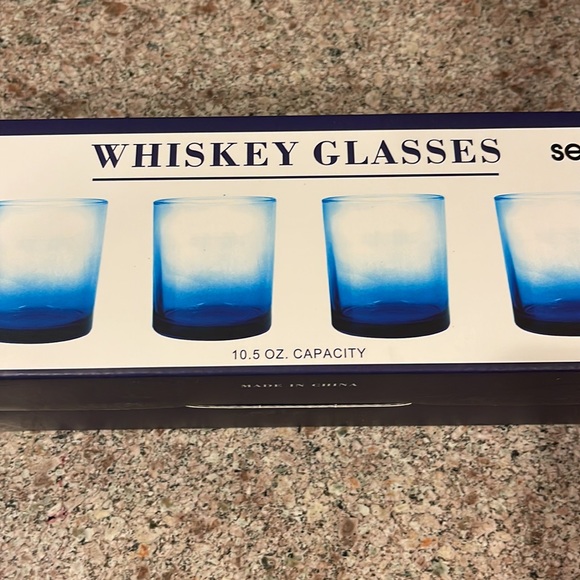 WHISKEY GLASSES
10.5 OZ. CAPACITY
MADE IN CHINA